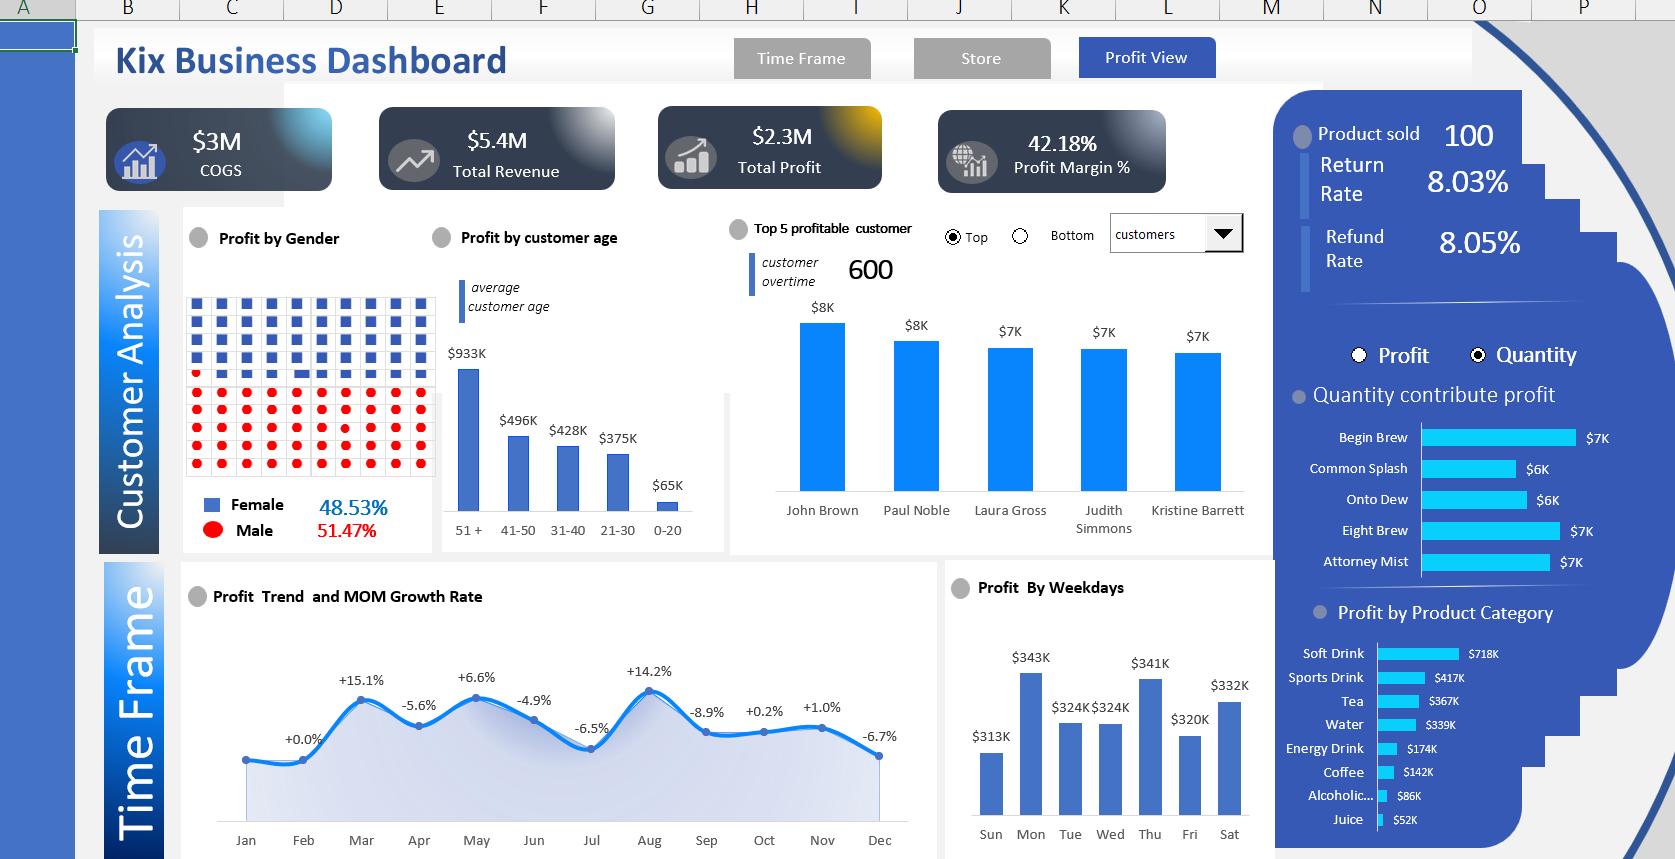 A B C D E F G H I J K L M N O P
Kix Business Dashboard
Time Frame
Store
Profit View
$3M
COGS
$5.4M
Total Revenue
$2.3M
Total Profit
42.18%
Profit Margin %
Product sold 100
Return
Rate
8.03%
Refund
Rate
8.05%
Customer Analysis
Profit by Gender
Female 48.53%
Male 51.47%
Profit by customer age
average
customer age
$933K
$496K
$428K
$375K
$65K
51 + 41-50 31-40 21-30 0-20
Top 5 profitable customer
Top
Bottom
customers
customer
overtime
600
$8K
$8K
$7K
$7K
$7K
John Brown
Paul Noble
Laura Gross
Judith
Simmons
Kristine Barrett
Profit
Quantity
Quantity contribute profit
Begin Brew $7K
Common Splash $6K
Onto Dew $6K
Eight Brew $7K
Attorney Mist $7K
Time Frame
Profit Trend and MOM Growth Rate
+0.0%
+15.1%
-5.6%
+6.6%
-4.9%
-6.5%
+14.2%
-8.9%
+0.2%
+1.0%
-6.7%
Jan Feb Mar Apr May Jun Jul Aug Sep Oct Nov Dec
Profit By Weekdays
$313K
$343K
$324K
$324K
$341K
$320K
$332K
Sun Mon Tue Wed Thu Fri Sat
Profit by Product Category
Soft Drink $718K
Sports Drink $417K
Tea $367K
Water $339K
Energy Drink $174K
Coffee $142K
Alcoholic... $86K
Juice $52K